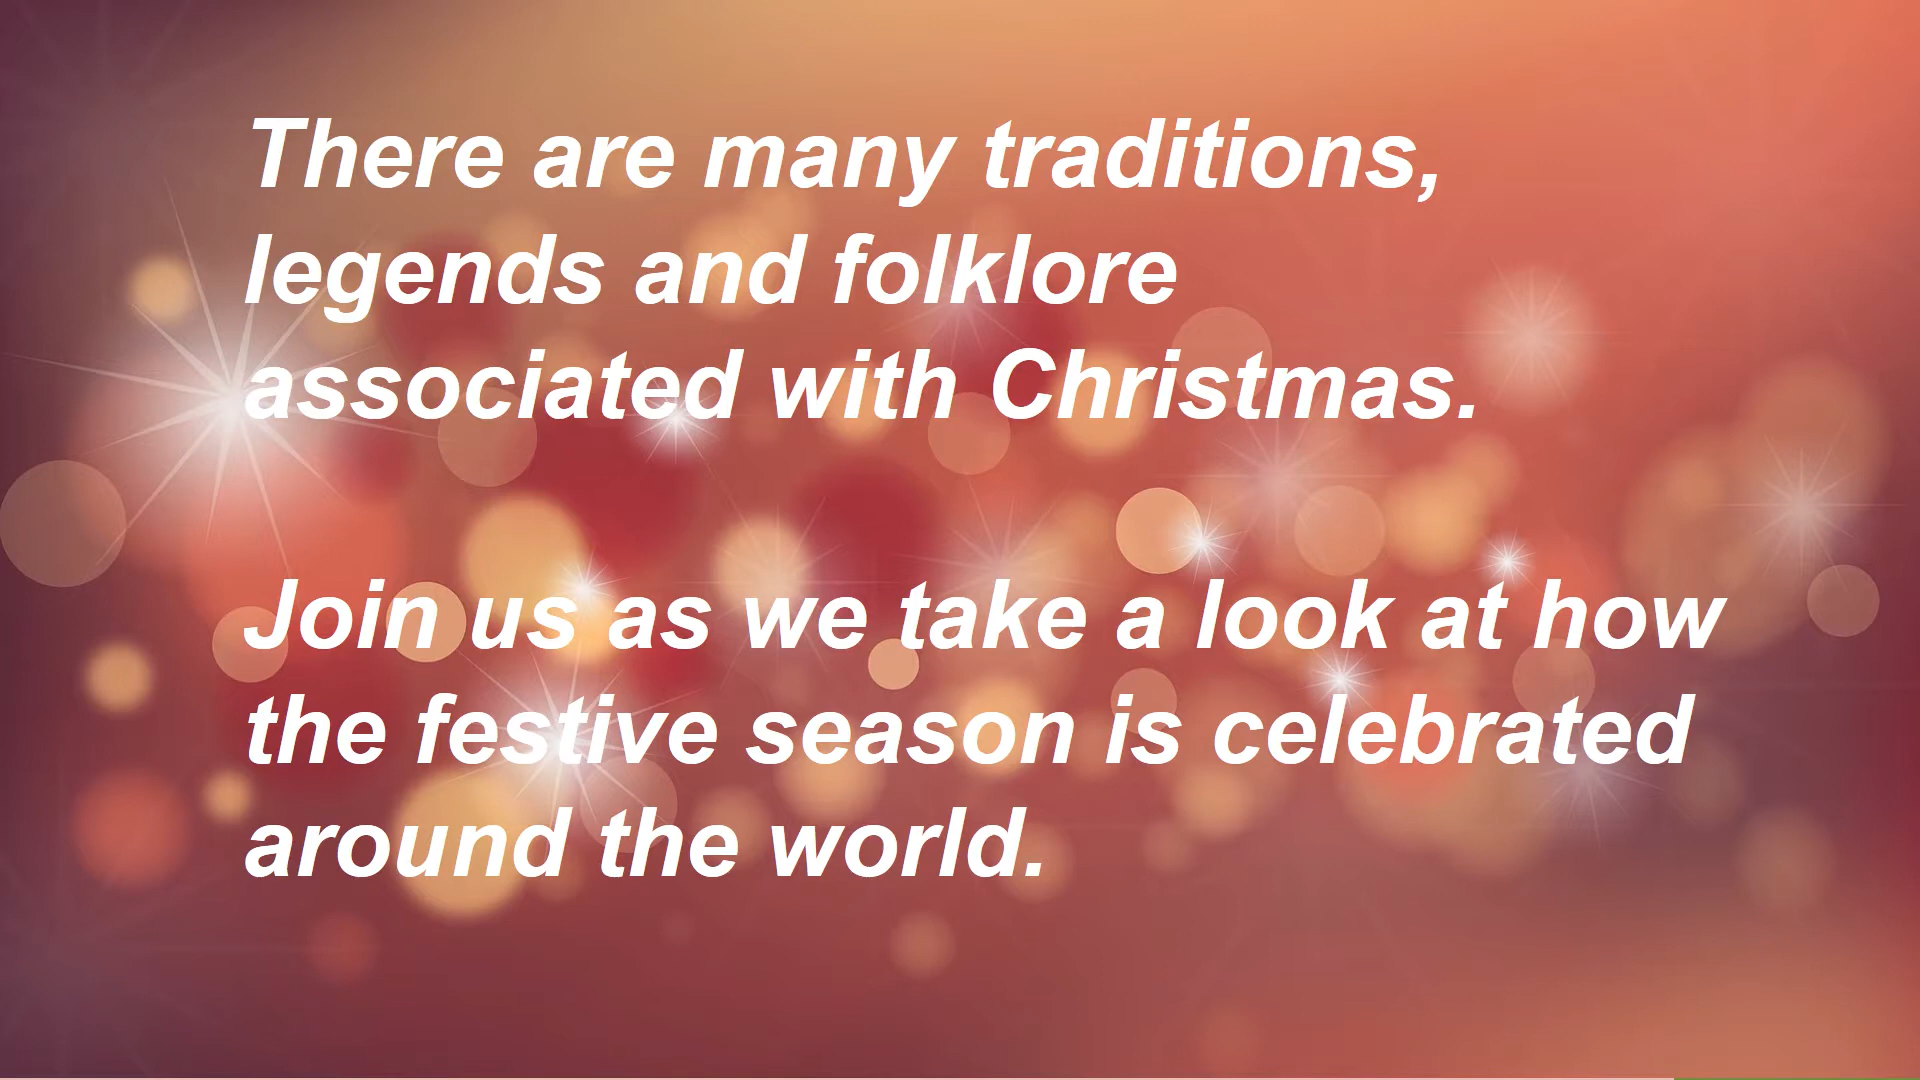 There are many traditions,
legends and folklore
associated with Christmas.
Join us as we take a look at how
the festive season is celebrated
around the world.